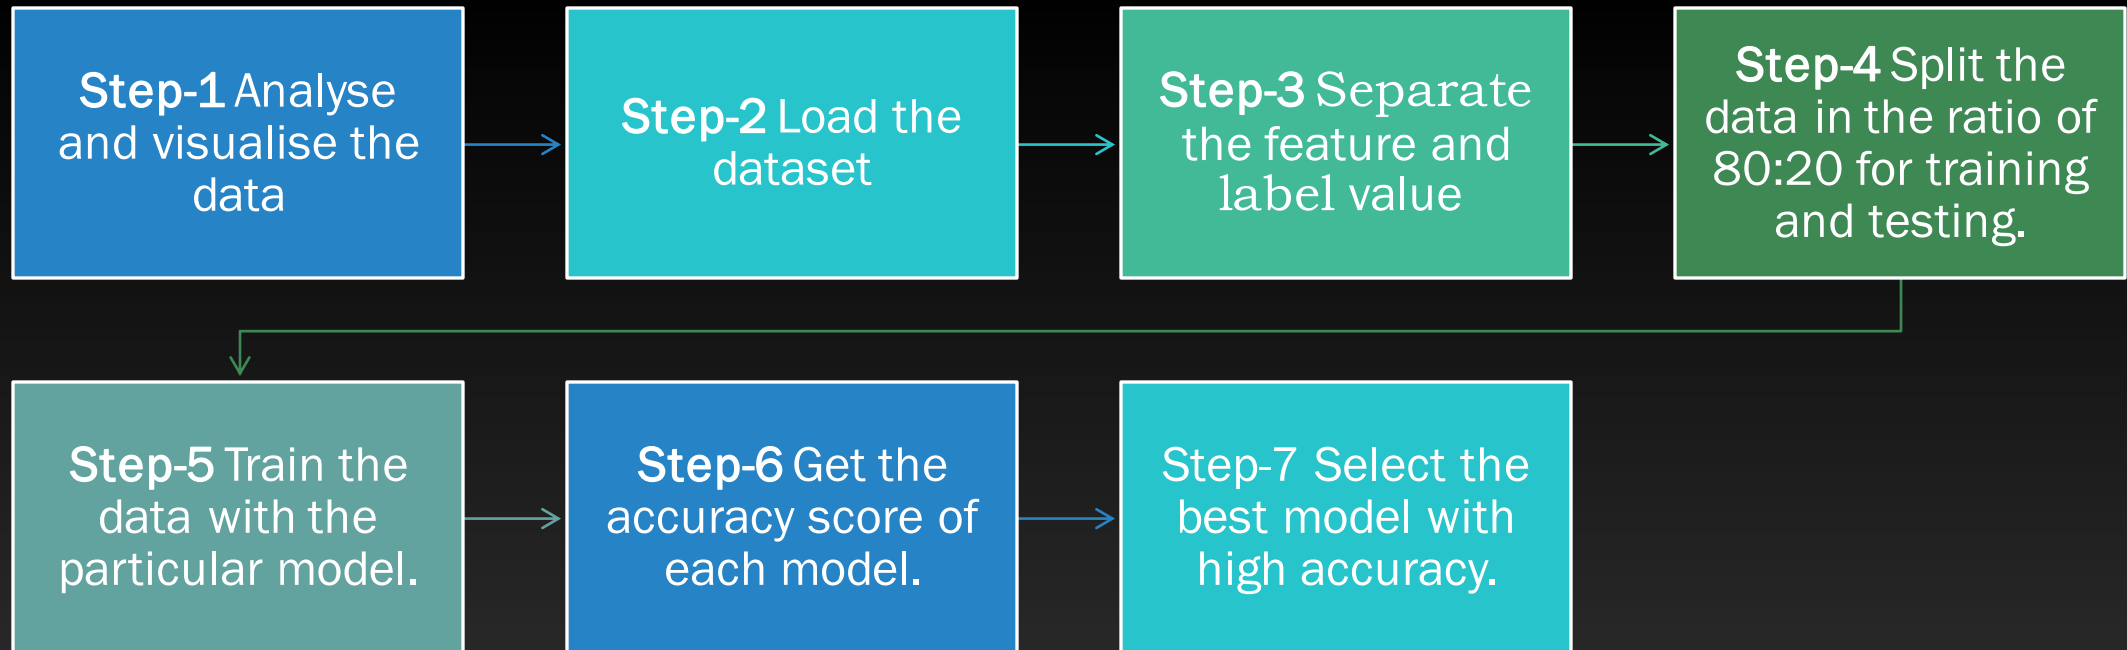 Step-1 Analyse
and visualise the
data
Step-2 Load the
dataset
Step-3 Separate
the feature and
label value
Step-4 Split the
data in the ratio of
80:20 for training
and testing.
Step-5 Train the
data with the
particular model.
Step-6 Get the
accuracy score of
each model.
Step-7 Select the
best model with
high accuracy.